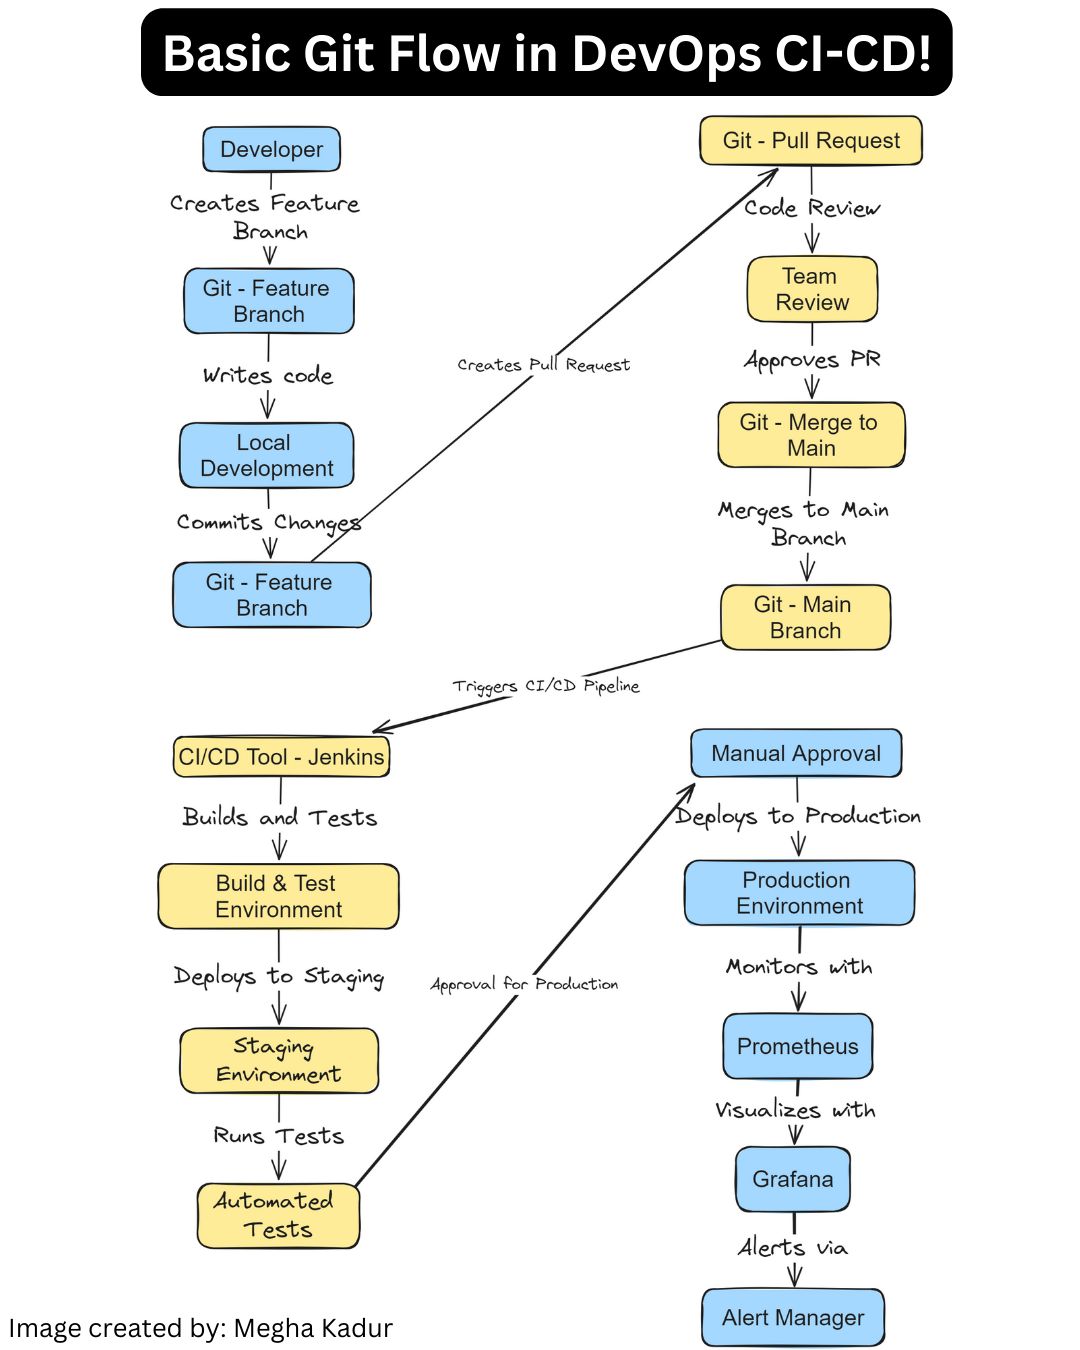 Basic Git Flow in DevOps CI-CD!
Developer
Creates Feature
Branch
Git - Feature
Branch
Writes code
Local
Development
Commits Changes
Git - Feature
Branch
Creates Pull Request
Git - Pull Request
Code Review
Team
Review
Approves PR
Git - Merge to
Main
Merges to Main
Branch
Git - Main
Branch
Triggers CI/CD Pipeline
CI/CD Tool - Jenkins
Builds and Tests
Build & Test
Environment
Deploys to Staging
Staging
Environment
Runs Tests
Automated
Tests
Approval for Production
Manual Approval
Deploys to Production
Production
Environment
Monitors with
Prometheus
Visualizes with
Grafana
Alerts via
Alert Manager
Image created by: Megha Kadur